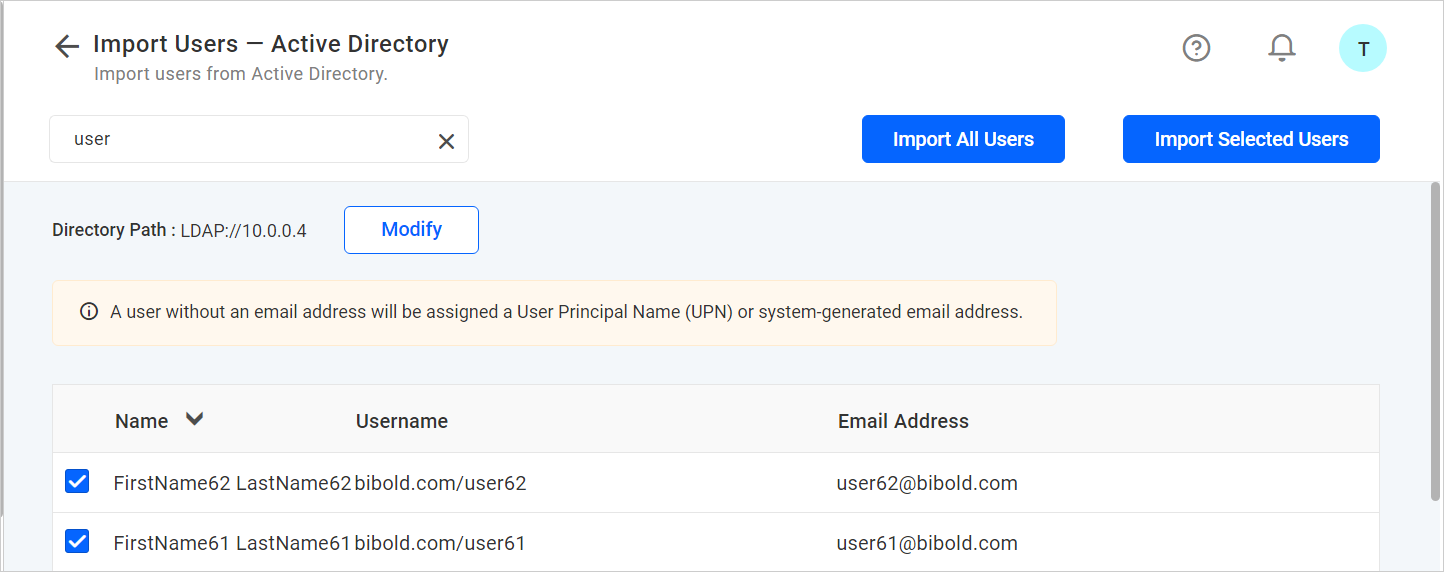 Import Users — Active Directory
Import users from Active Directory.
T
user
Import All Users
Import Selected Users
Directory Path : LDAP://10.0.0.4
Modify
A user without an email address will be assigned a User Principal Name (UPN) or system-generated email address.
Name Username Email Address
FirstName62 LastName62 bibold.com/user62 user62@bibold.com
FirstName61 LastName61 bibold.com/user61 user61@bibold.com